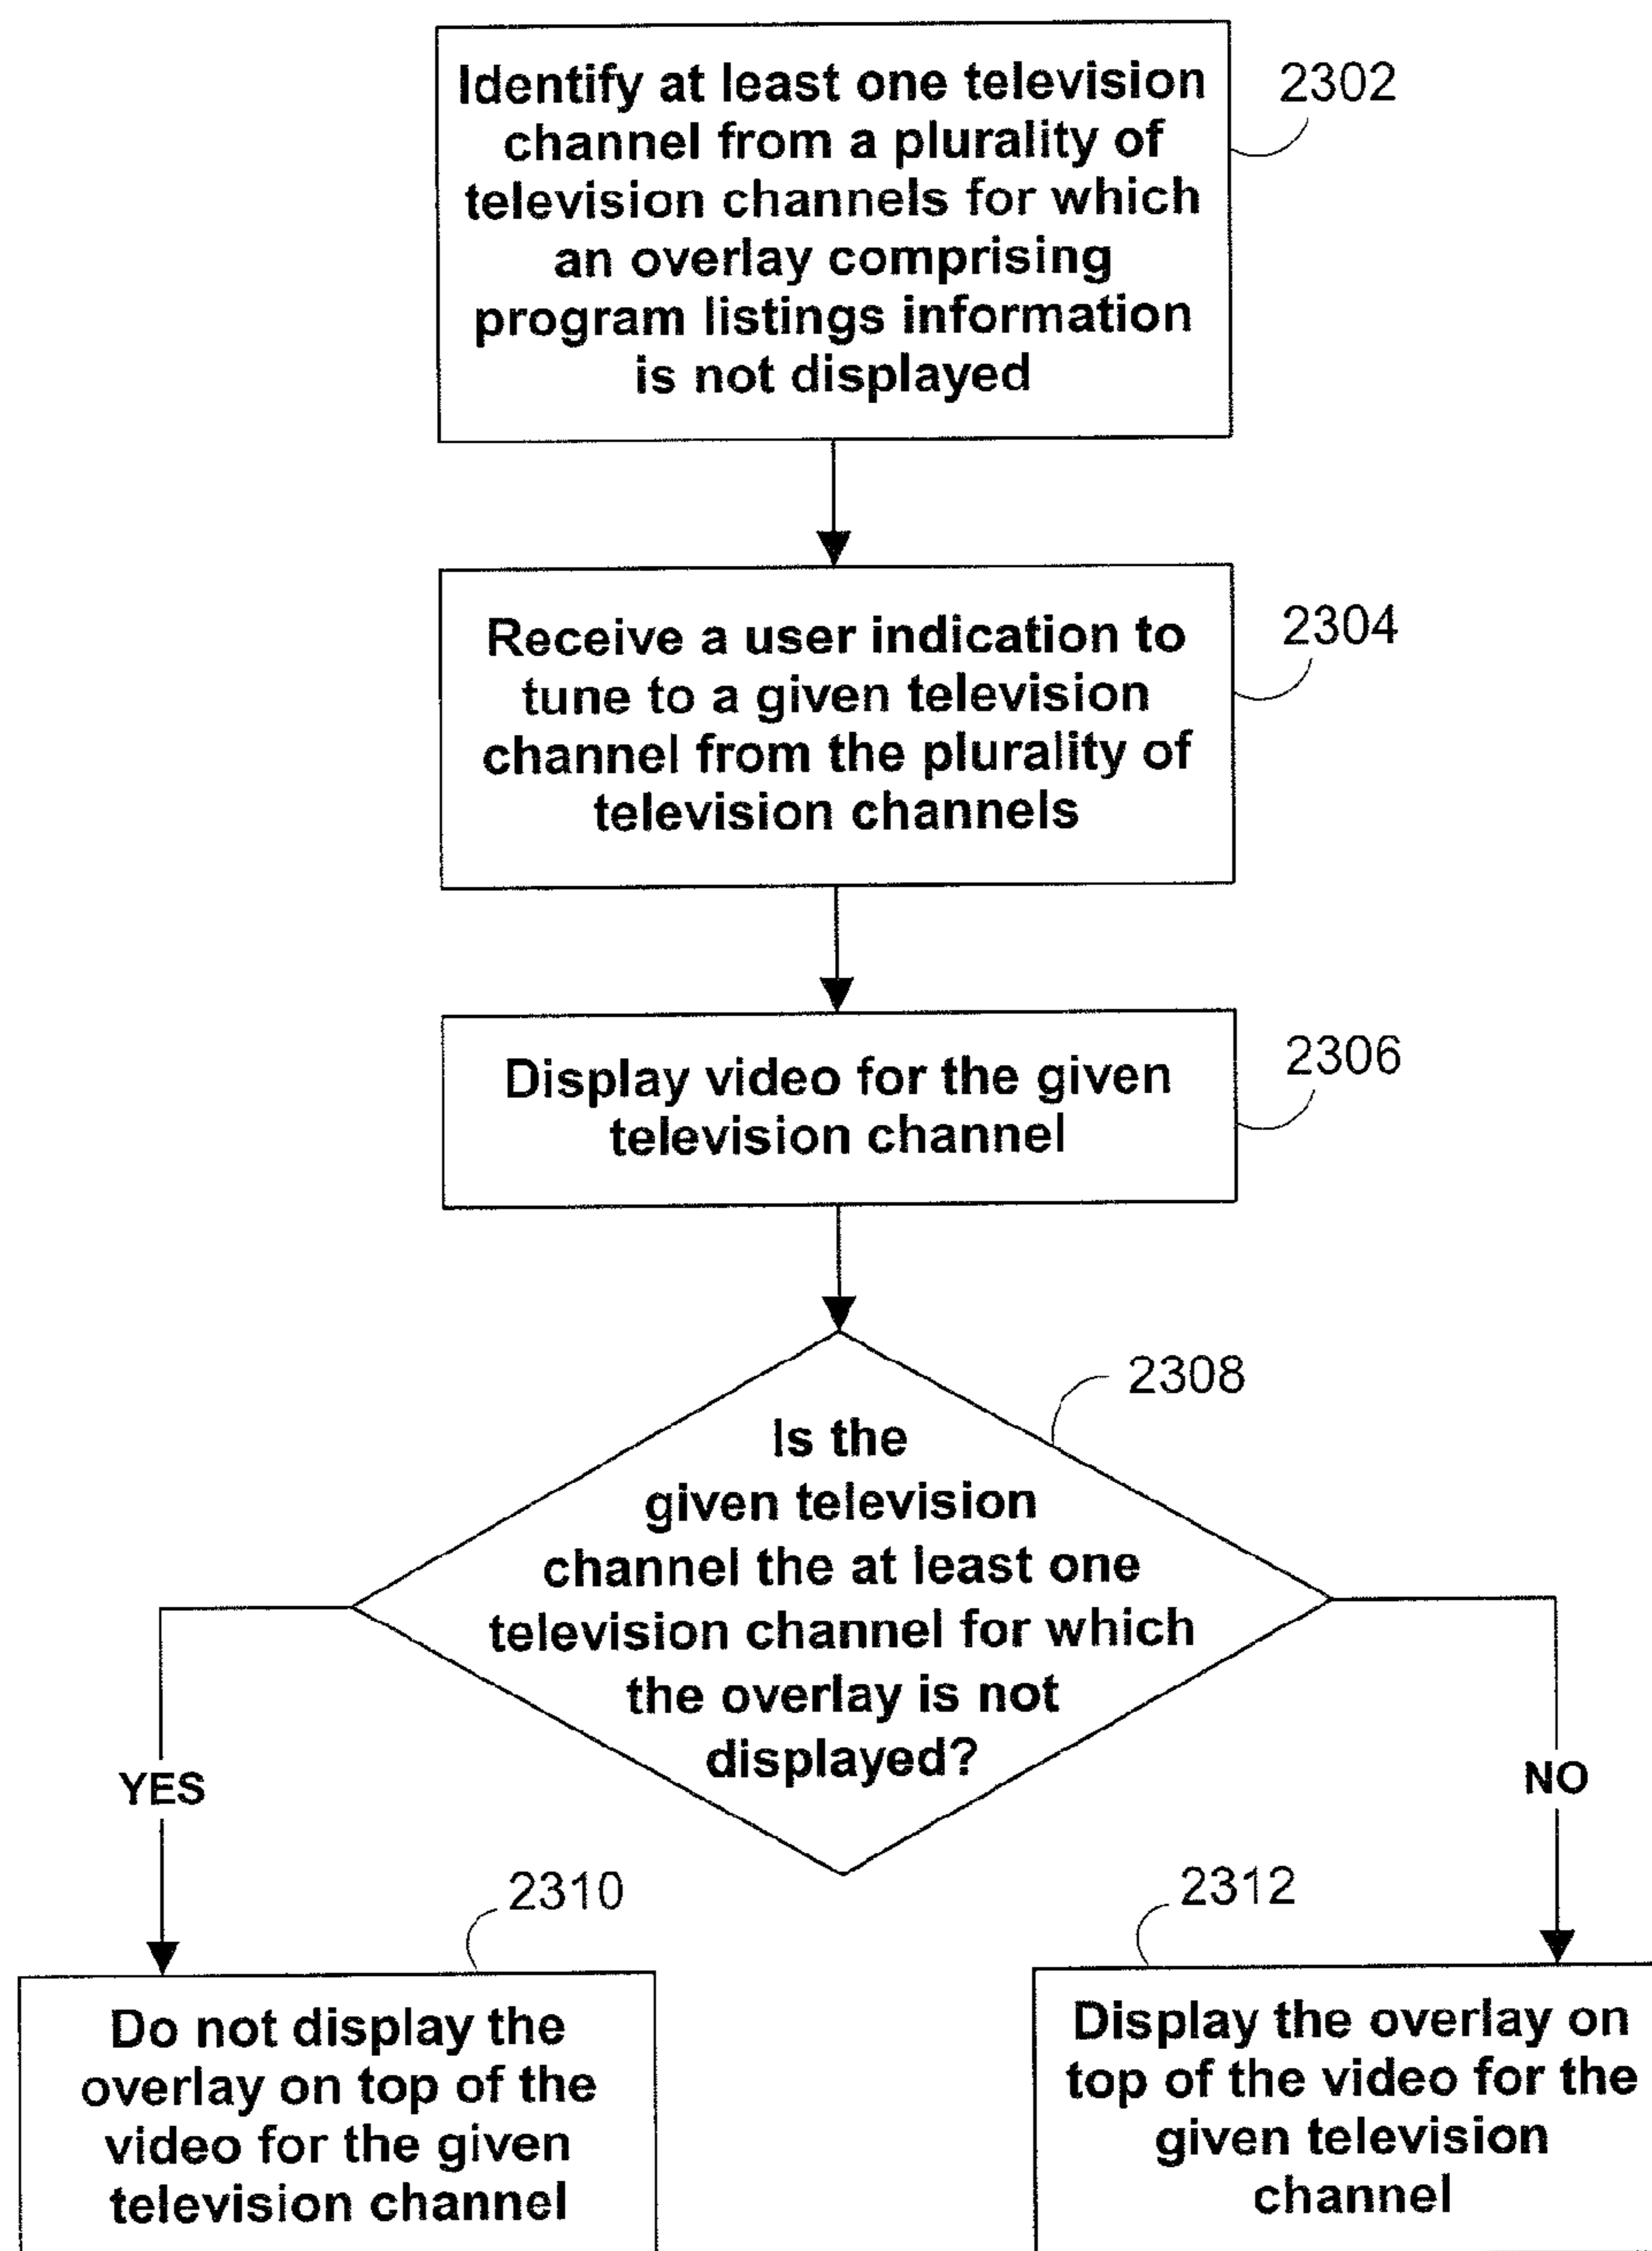 Identify at least one television
channel from a plurality of
television channels for which
an overlay comprising
program listings information
is not displayed
2302
Receive a user indication to
tune to a given television
channel from the plurality of
television channels
2304
Display video for the given
television channel
2306
Is the
given television
channel the at least one
television channel for which
the overlay is not
displayed?
2308
YES
NO
2310
Do not display the
overlay on top of the
video for the given
television channel
2312
Display the overlay on
top of the video for the
given television
channel